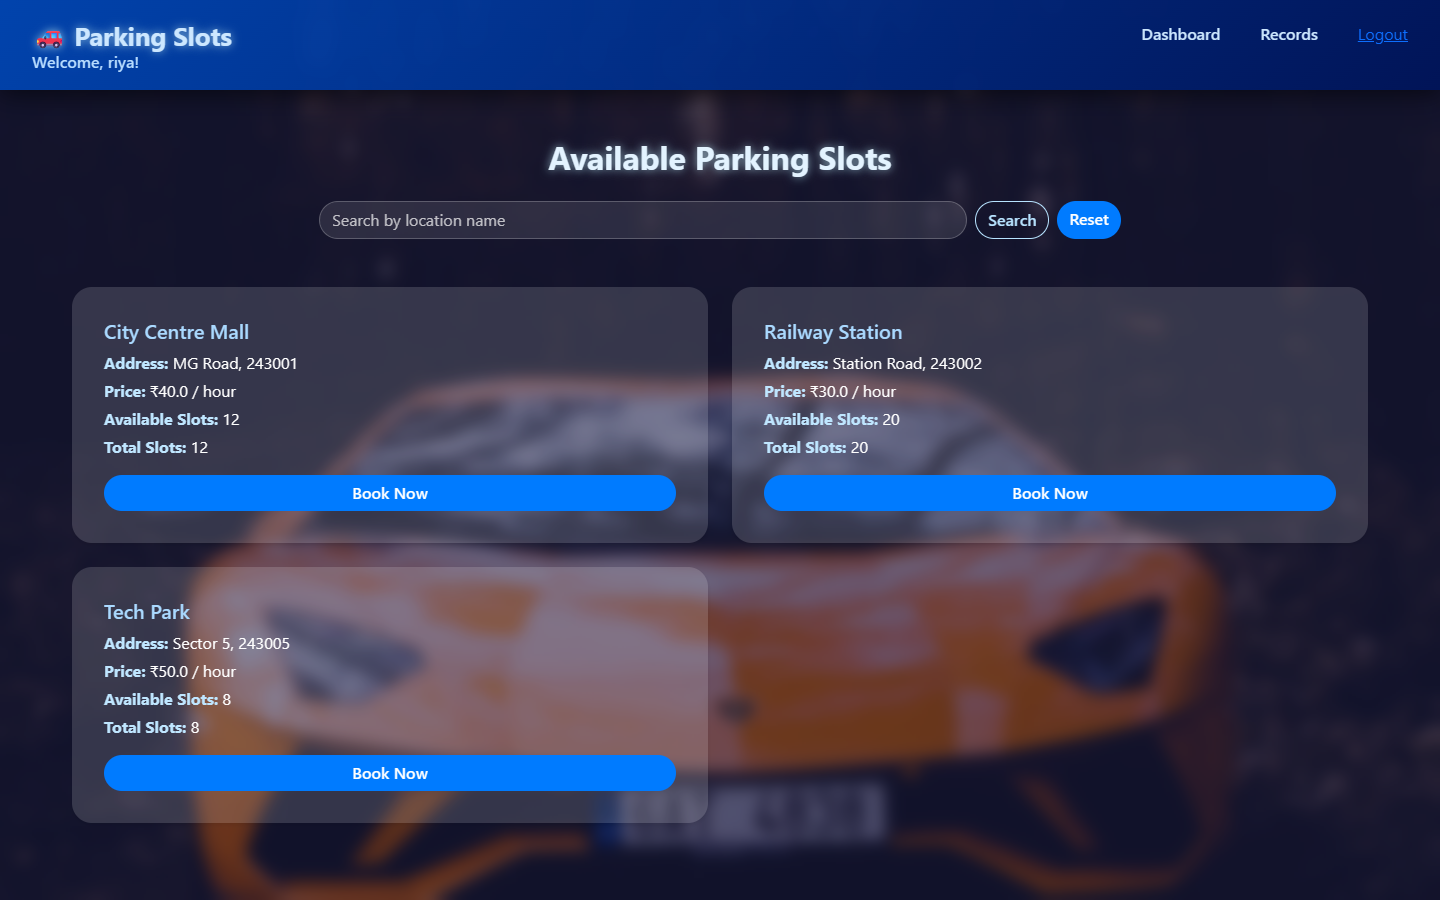 🚗 Parking Slots
Welcome, riya!
Dashboard
Records
Logout
Available Parking Slots
Search by location name
Search
Reset
City Centre Mall
Address: MG Road, 243001
Price: ₹40.0 / hour
Available Slots: 12
Total Slots: 12
Book Now
Railway Station
Address: Station Road, 243002
Price: ₹30.0 / hour
Available Slots: 20
Total Slots: 20
Book Now
Tech Park
Address: Sector 5, 243005
Price: ₹50.0 / hour
Available Slots: 8
Total Slots: 8
Book Now